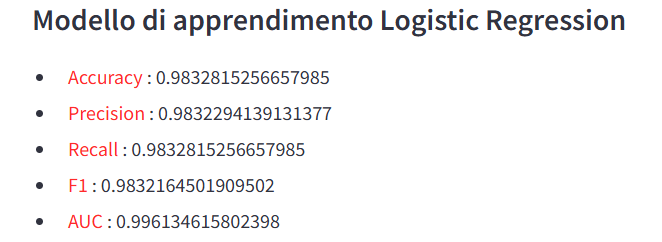 Modello di apprendimento Logistic Regression
• Accuracy : 0.9832815256657985
• Precision : 0.9832294139131377
• Recall : 0.9832815256657985
• F1 : 0.9832164501909502
• AUC : 0.996134615802398